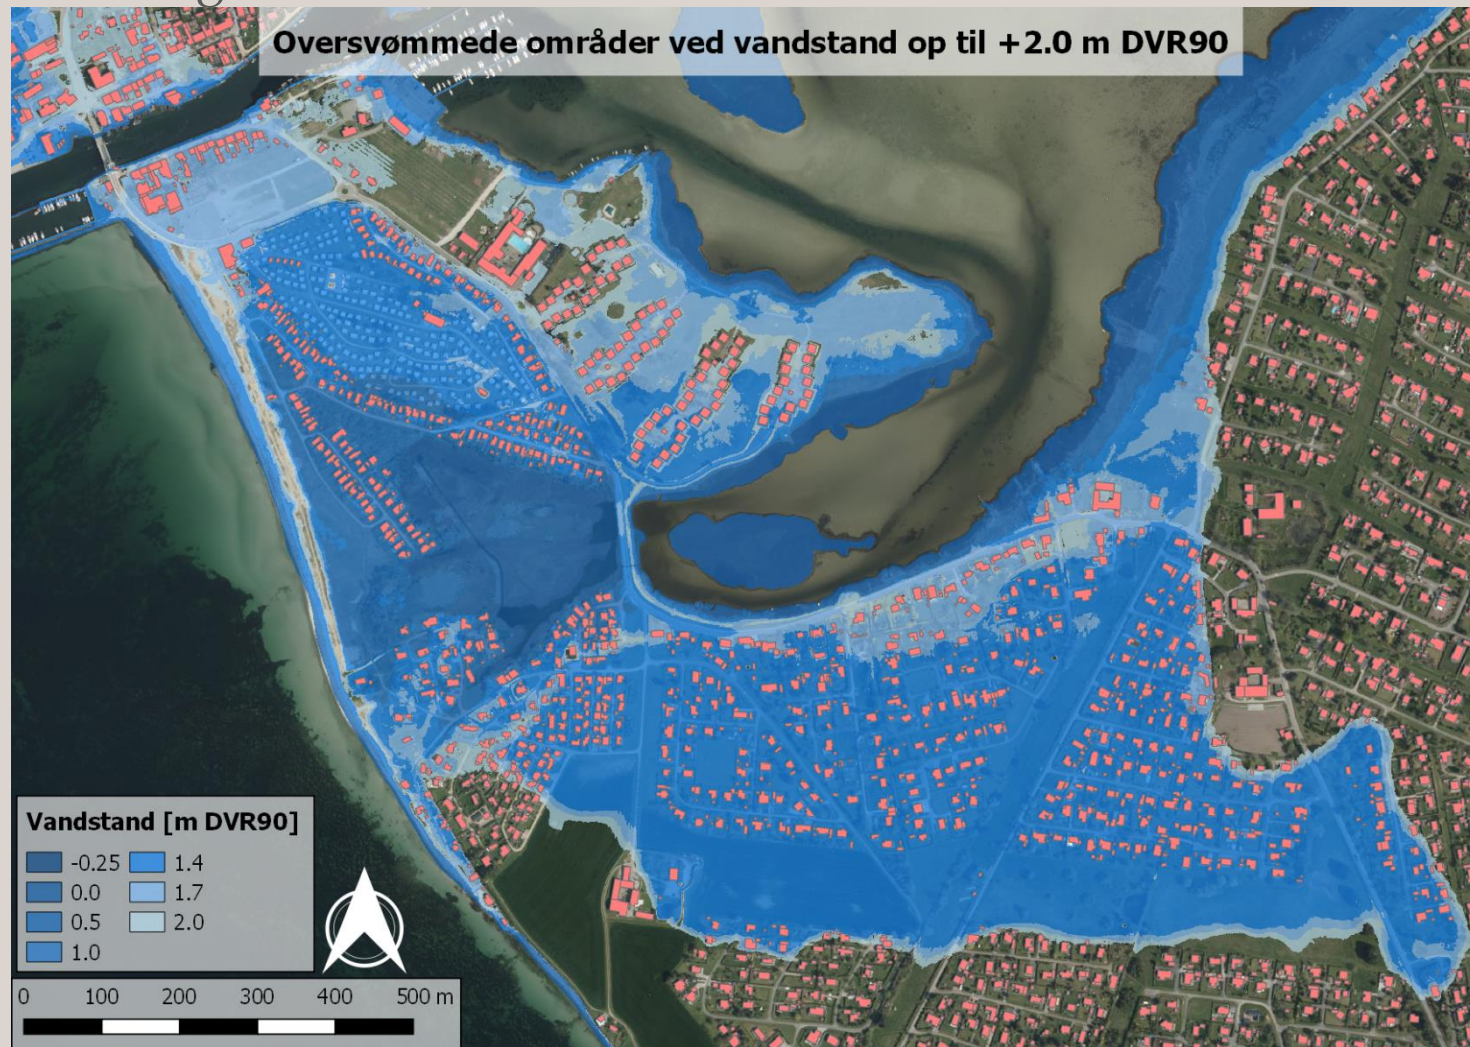 Oversvømmede områder ved vandstand op til +2.0 m DVR90
Vandstand [m DVR90]
-0.25 1.4
0.0 1.7
0.5 2.0
1.0
0 100 200 300 400 500 m